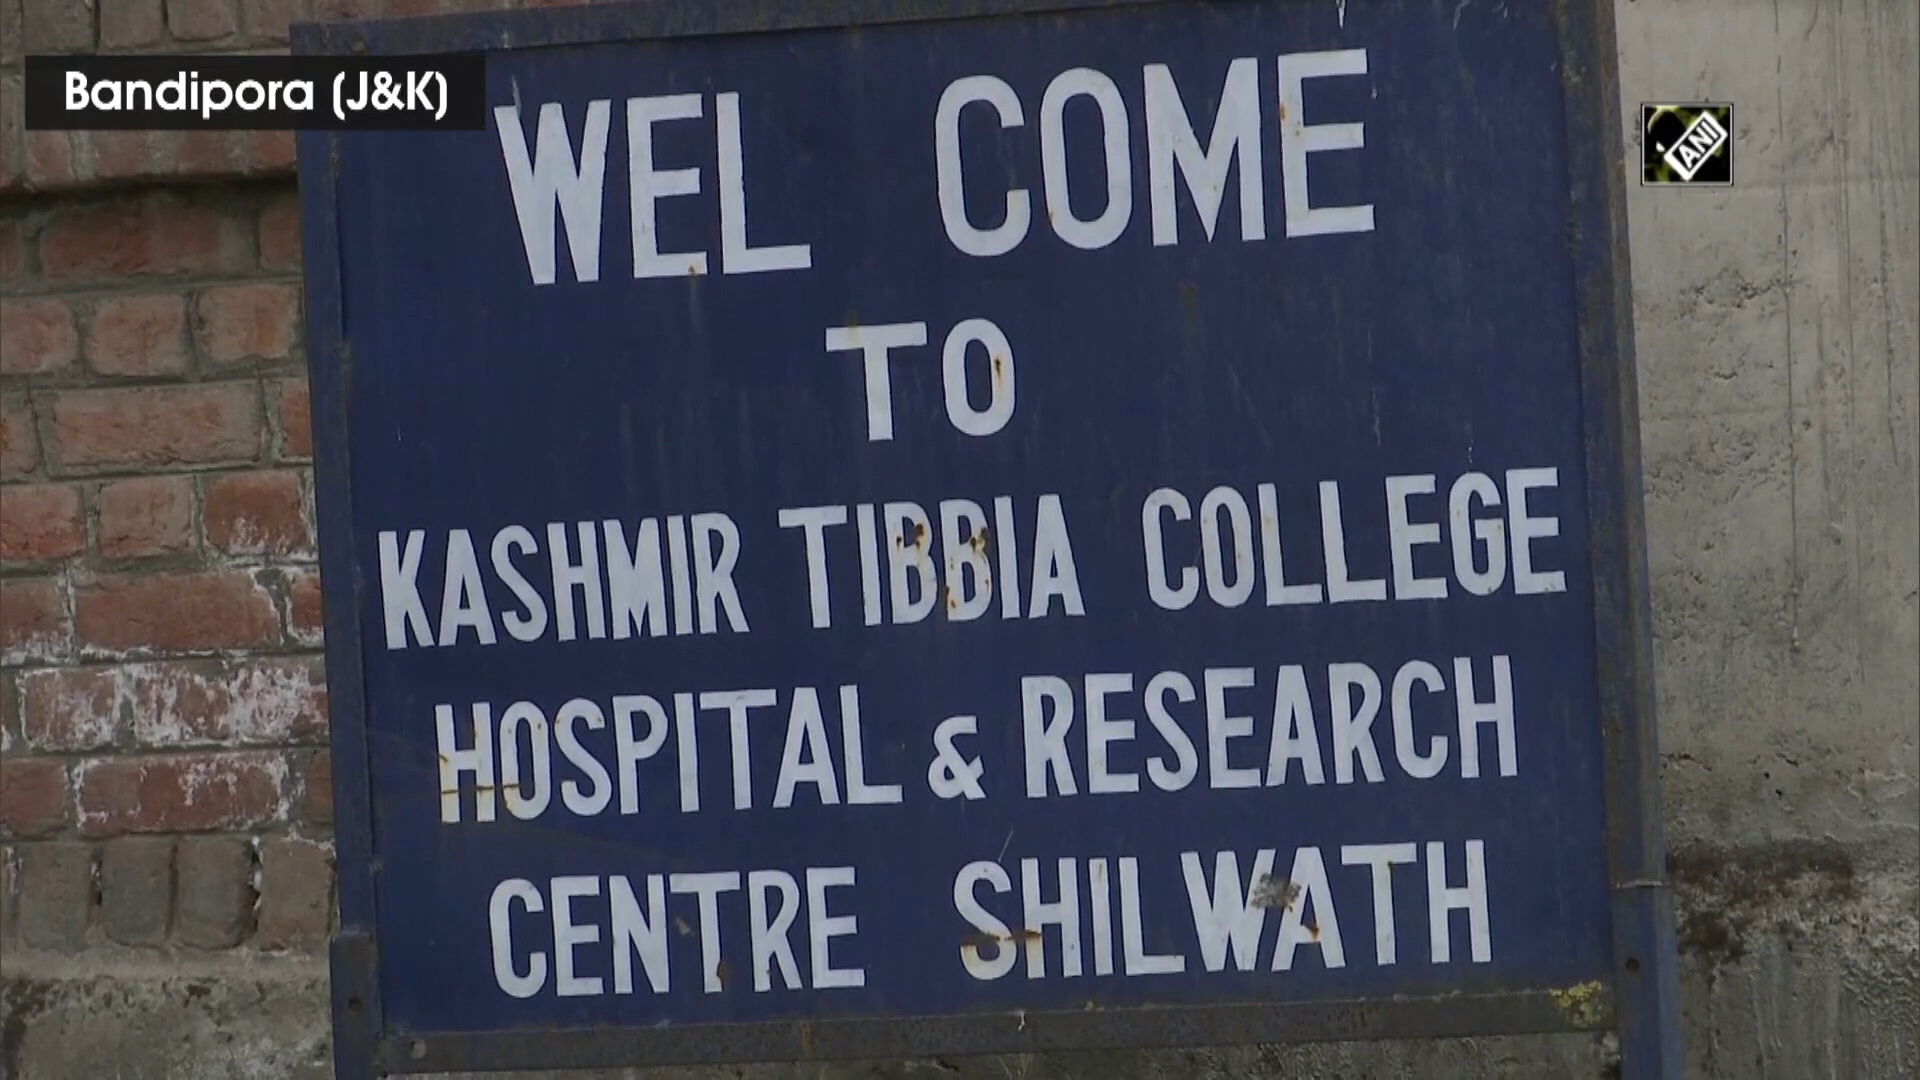 Bandipora (J&K)
WEL COME
TO
KASHMIR TIBBIA COLLEGE
HOSPITAL & RESEARCH
CENTRE SHILWATH
ANI